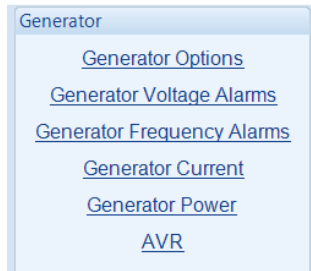 Generator
Generator Options
Generator Voltage Alarms
Generator Frequency Alarms
Generator Current
Generator Power
AVR